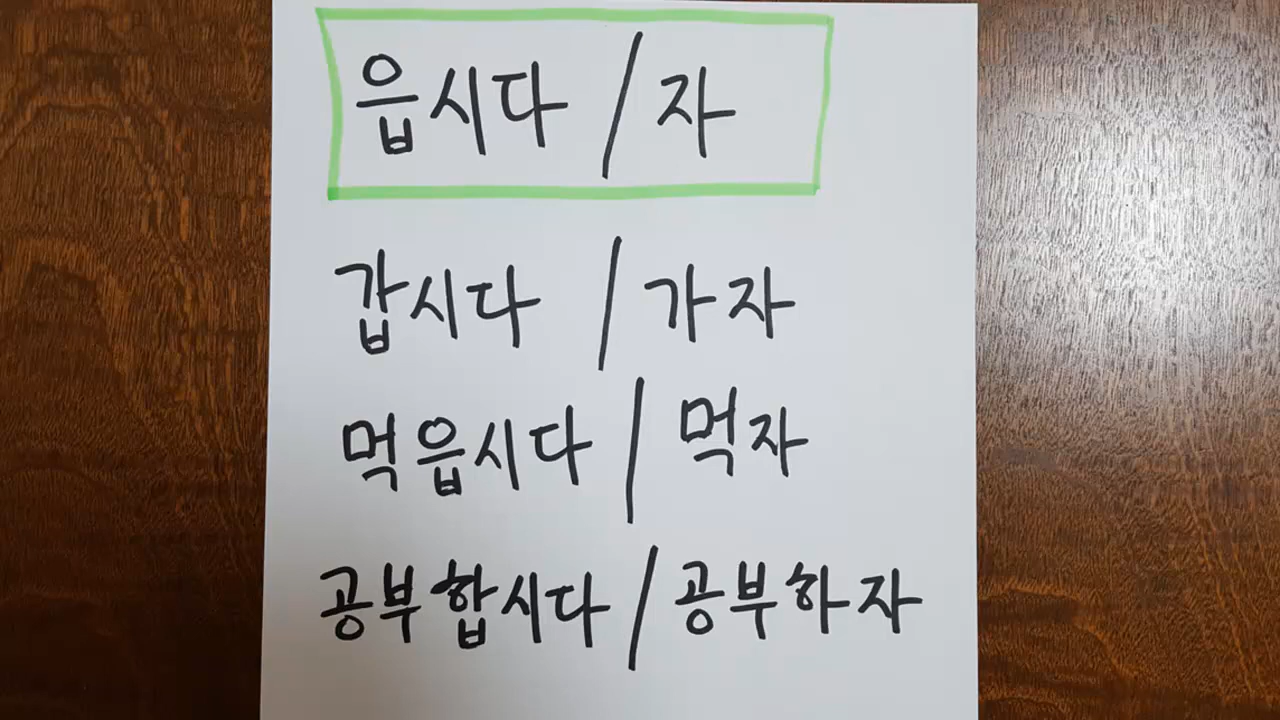 읍시다 / 자
갑시다 / 가자
먹읍시다 / 먹자
공부합시다 / 공부하자